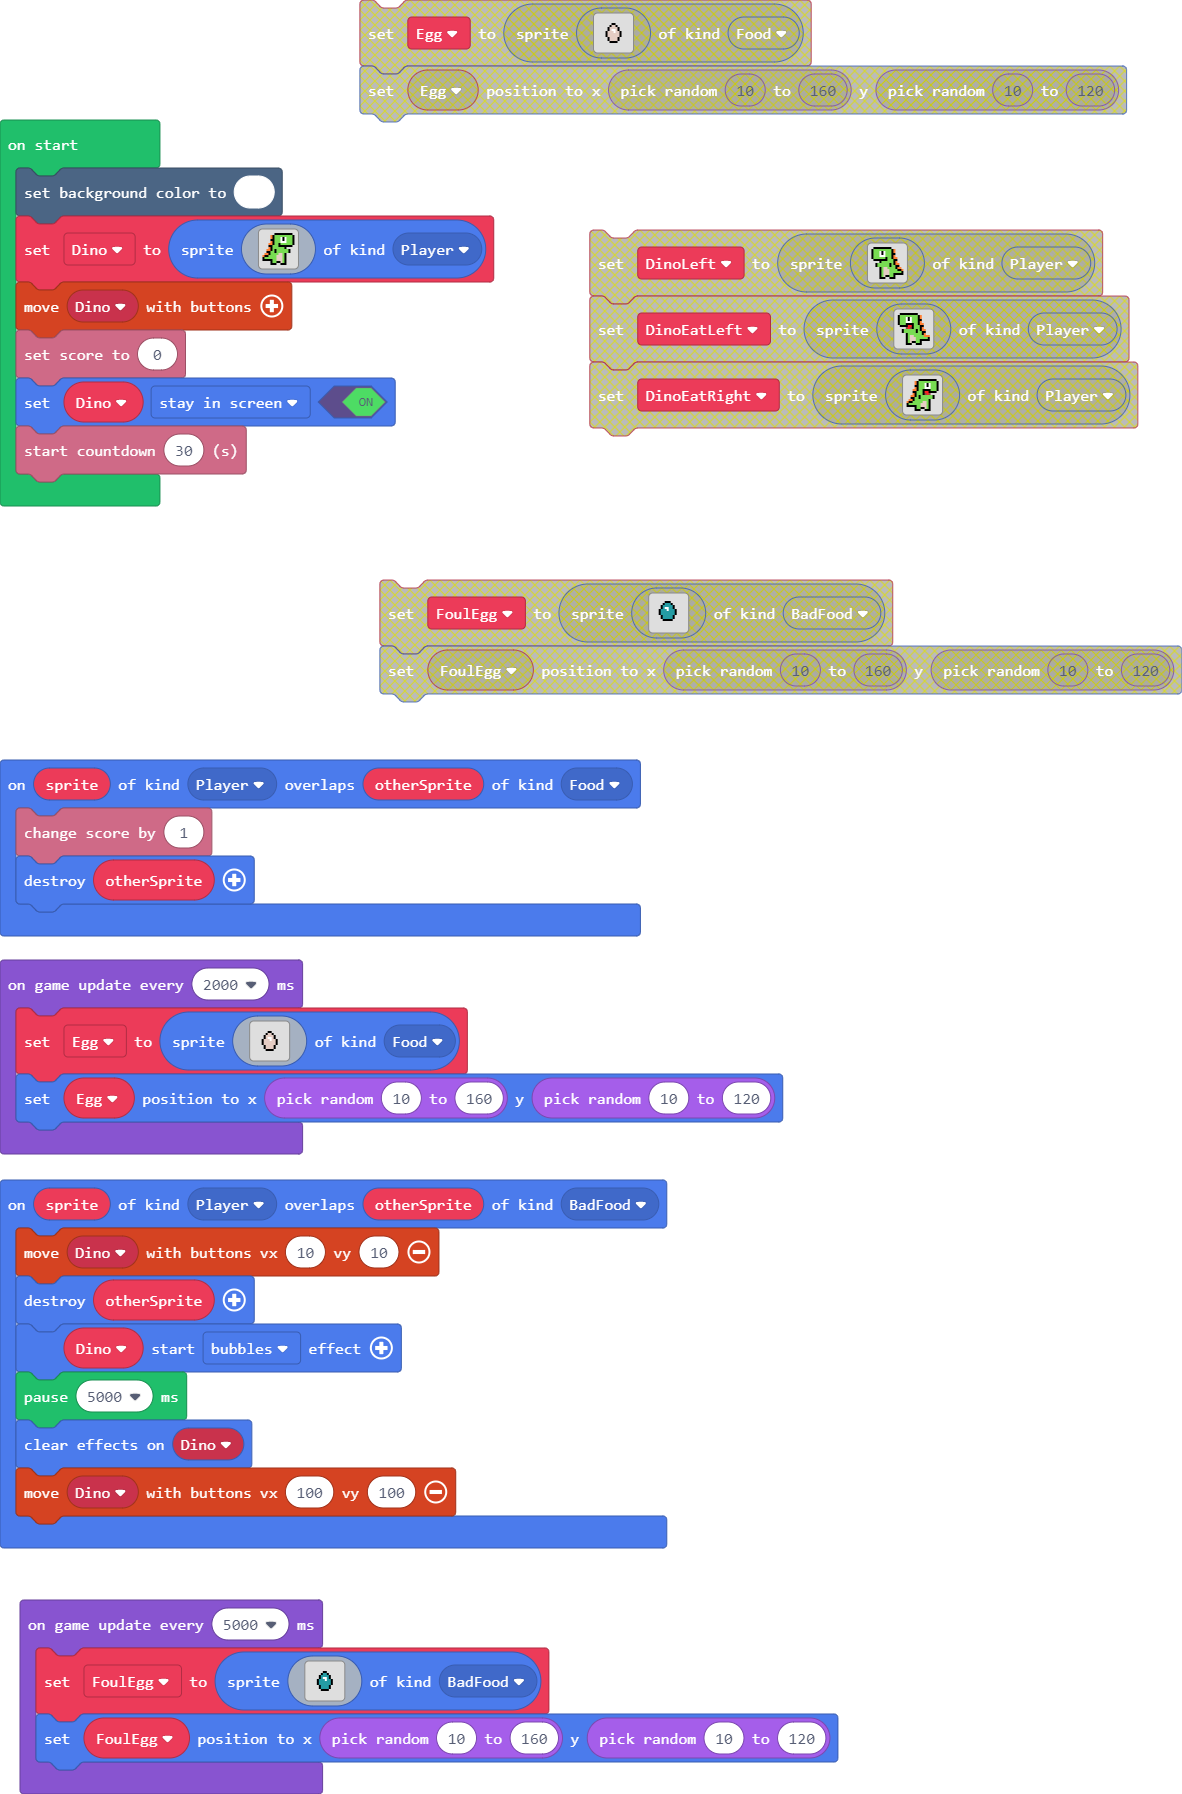 set Egg to sprite of kind Food
set Egg position to x pick random 10 to 160 y pick random 10 to 120
on start
set background color to
set Dino to sprite of kind Player
move Dino with buttons
set score to 0
set Dino stay in screen ON
start countdown 30 (s)
set DinoLeft to sprite of kind Player
set DinoEatLeft to sprite of kind Player
set DinoEatRight to sprite of kind Player
set FoulEgg to sprite of kind BadFood
set FoulEgg position to x pick random 10 to 160 y pick random 10 to 120
on sprite of kind Player overlaps otherSprite of kind Food
change score by 1
destroy otherSprite
on game update every 2000 ms
set Egg to sprite of kind Food
set Egg position to x pick random 10 to 160 y pick random 10 to 120
on sprite of kind Player overlaps otherSprite of kind BadFood
move Dino with buttons vx 10 vy 10
destroy otherSprite
Dino start bubbles effect
pause 5000 ms
clear effects on Dino
move Dino with buttons vx 100 vy 100
on game update every 5000 ms
set FoulEgg to sprite of kind BadFood
set FoulEgg position to x pick random 10 to 160 y pick random 10 to 120